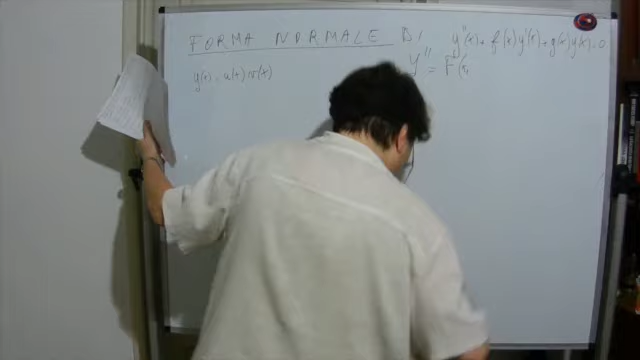 FORMA NORMALE DI y''(x) + f(x)y'(x) + g(x)y(x) = 0
y'' = F(x,
y(x) = u(x) v(x)